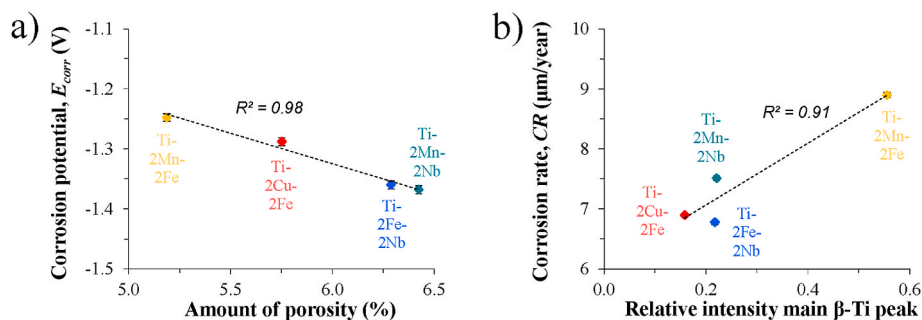 a)
Corrosion potential, E_corr (V)
-1.1
-1.2
-1.3
-1.4
-1.5
R² = 0.98
Ti-
2Mn-
2Fe
Ti-
2Cu-
2Fe
Ti-
2Mn-
2Nb
Ti-
2Fe-
2Nb
5.0
5.5
6.0
6.5
Amount of porosity (%)
b)
Corrosion rate, CR (µm/year)
10
9
8
7
6
R² = 0.91
Ti-
2Mn-
2Nb
Ti-
2Cu-
2Fe
Ti-
2Fe-
2Nb
Ti-
2Mn-
2Fe
0.0
0.2
0.4
0.6
Relative intensity main β-Ti peak